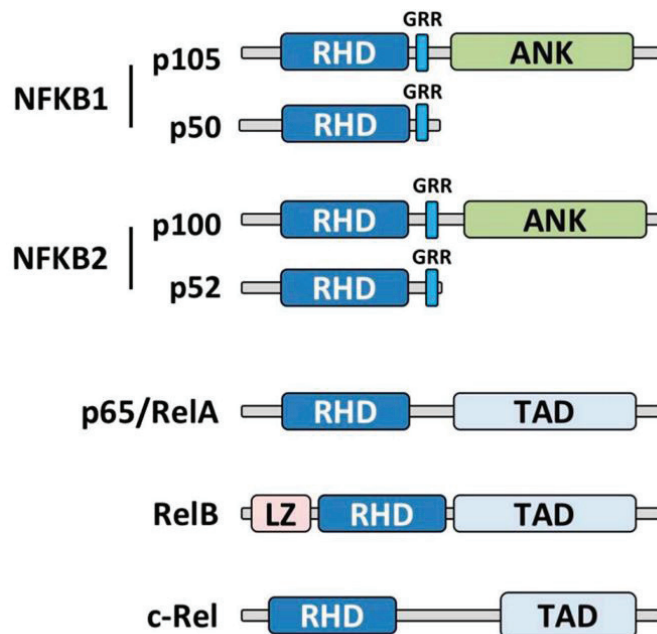 GRR
p105 RHD ANK
NFKB1
GRR
p50 RHD
GRR
p100 RHD ANK
NFKB2
GRR
p52 RHD
p65/RelA RHD TAD
RelB LZ RHD TAD
c-Rel RHD TAD